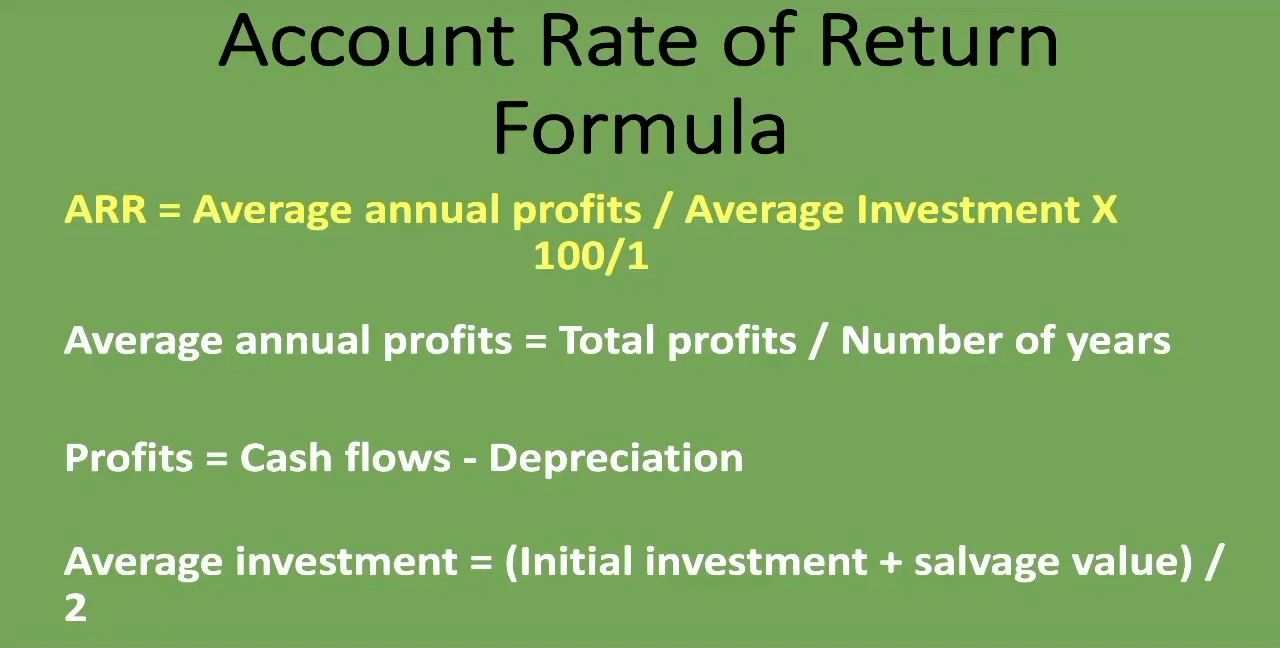 Account Rate of Return
Formula
ARR = Average annual profits / Average Investment X
100/1
Average annual profits = Total profits / Number of years
Profits = Cash flows - Depreciation
Average investment = (Initial investment + salvage value) /
2